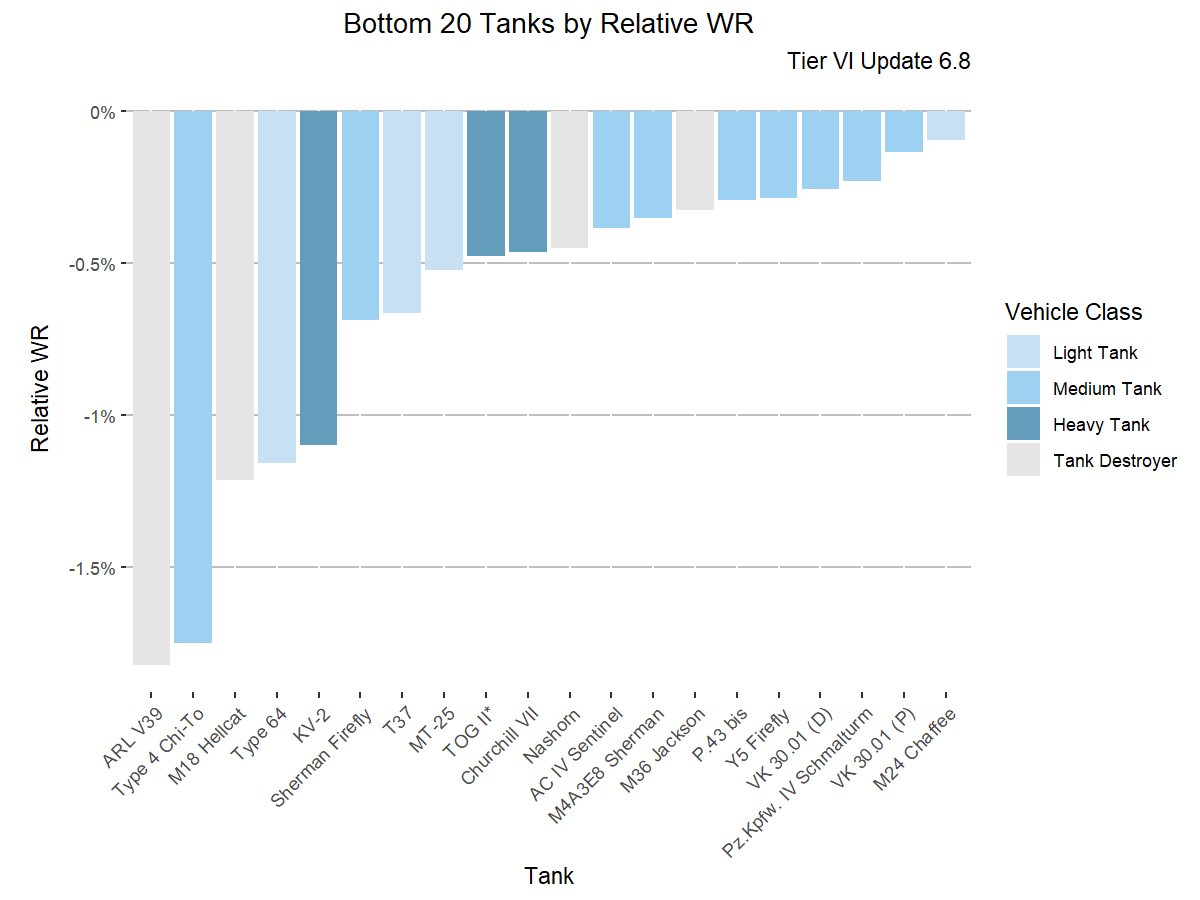 Bottom 20 Tanks by Relative WR
Tier VI Update 6.8
0%
-0.5%
-1%
-1.5%
Relative WR
ARL V39
Type 4 Chi-To
M18 Hellcat
Type 64
KV-2
Sherman Firefly
T37
MT-25
TOG II*
Churchill VII
Nashorn
AC IV Sentinel
M4A3E8 Sherman
M36 Jackson
P.43 bis
Y5 Firefly
VK 30.01 (D)
Pz.Kpfw. IV Schmalturm
VK 30.01 (P)
M24 Chaffee
Tank
Vehicle Class
Light Tank
Medium Tank
Heavy Tank
Tank Destroyer